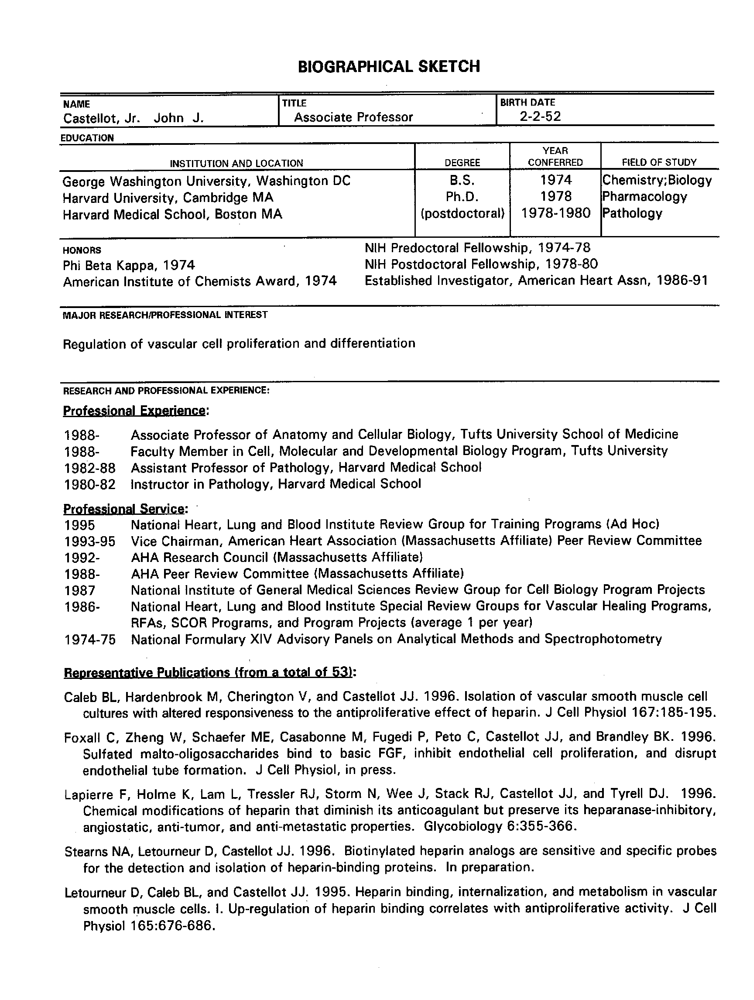 BIOGRAPHICAL SKETCH
NAME TITLE BIRTH DATE
Castellot, Jr. John J. Associate Professor 2-2-52
EDUCATION
INSTITUTION AND LOCATION DEGREE YEAR CONFERRED FIELD OF STUDY
George Washington University, Washington DC B.S. 1974 Chemistry;Biology
Harvard University, Cambridge MA Ph.D. 1978 Pharmacology
Harvard Medical School, Boston MA (postdoctoral) 1978-1980 Pathology
HONORS NIH Predoctoral Fellowship, 1974-78
Phi Beta Kappa, 1974 NIH Postdoctoral Fellowship, 1978-80
American Institute of Chemists Award, 1974 Established Investigator, American Heart Assn, 1986-91
MAJOR RESEARCH/PROFESSIONAL INTEREST
Regulation of vascular cell proliferation and differentiation
RESEARCH AND PROFESSIONAL EXPERIENCE:
Professional Experience:
1988- Associate Professor of Anatomy and Cellular Biology, Tufts University School of Medicine
1988- Faculty Member in Cell, Molecular and Developmental Biology Program, Tufts University
1982-88 Assistant Professor of Pathology, Harvard Medical School
1980-82 Instructor in Pathology, Harvard Medical School
Professional Service:
1995 National Heart, Lung and Blood Institute Review Group for Training Programs (Ad Hoc)
1993-95 Vice Chairman, American Heart Association (Massachusetts Affiliate) Peer Review Committee
1992- AHA Research Council (Massachusetts Affiliate)
1988- AHA Peer Review Committee (Massachusetts Affiliate)
1987 National Institute of General Medical Sciences Review Group for Cell Biology Program Projects
1986- National Heart, Lung and Blood Institute Special Review Groups for Vascular Healing Programs,
RFAs, SCOR Programs, and Program Projects (average 1 per year)
1974-75 National Formulary XIV Advisory Panels on Analytical Methods and Spectrophotometry
Representative Publications (from a total of 53):
Caleb BL, Hardenbrook M, Cherington V, and Castellot JJ. 1996. Isolation of vascular smooth muscle cell
cultures with altered responsiveness to the antiproliferative effect of heparin. J Cell Physiol 167:185-195.
Foxall C, Zheng W, Schaefer ME, Casabonne M, Fugedi P, Peto C, Castellot JJ, and Brandley BK. 1996.
Sulfated malto-oligosaccharides bind to basic FGF, inhibit endothelial cell proliferation, and disrupt
endothelial tube formation. J Cell Physiol, in press.
Lapierre F, Holme K, Lam L, Tressler RJ, Storm N, Wee J, Stack RJ, Castellot JJ, and Tyrell DJ. 1996.
Chemical modifications of heparin that diminish its anticoagulant but preserve its heparanase-inhibitory,
angiostatic, anti-tumor, and anti-metastatic properties. Glycobiology 6:355-366.
Stearns NA, Letourneur D, Castellot JJ. 1996. Biotinylated heparin analogs are sensitive and specific probes
for the detection and isolation of heparin-binding proteins. In preparation.
Letourneur D, Caleb BL, and Castellot JJ. 1995. Heparin binding, internalization, and metabolism in vascular
smooth muscle cells. I. Up-regulation of heparin binding correlates with antiproliferative activity. J Cell
Physiol 165:676-686.